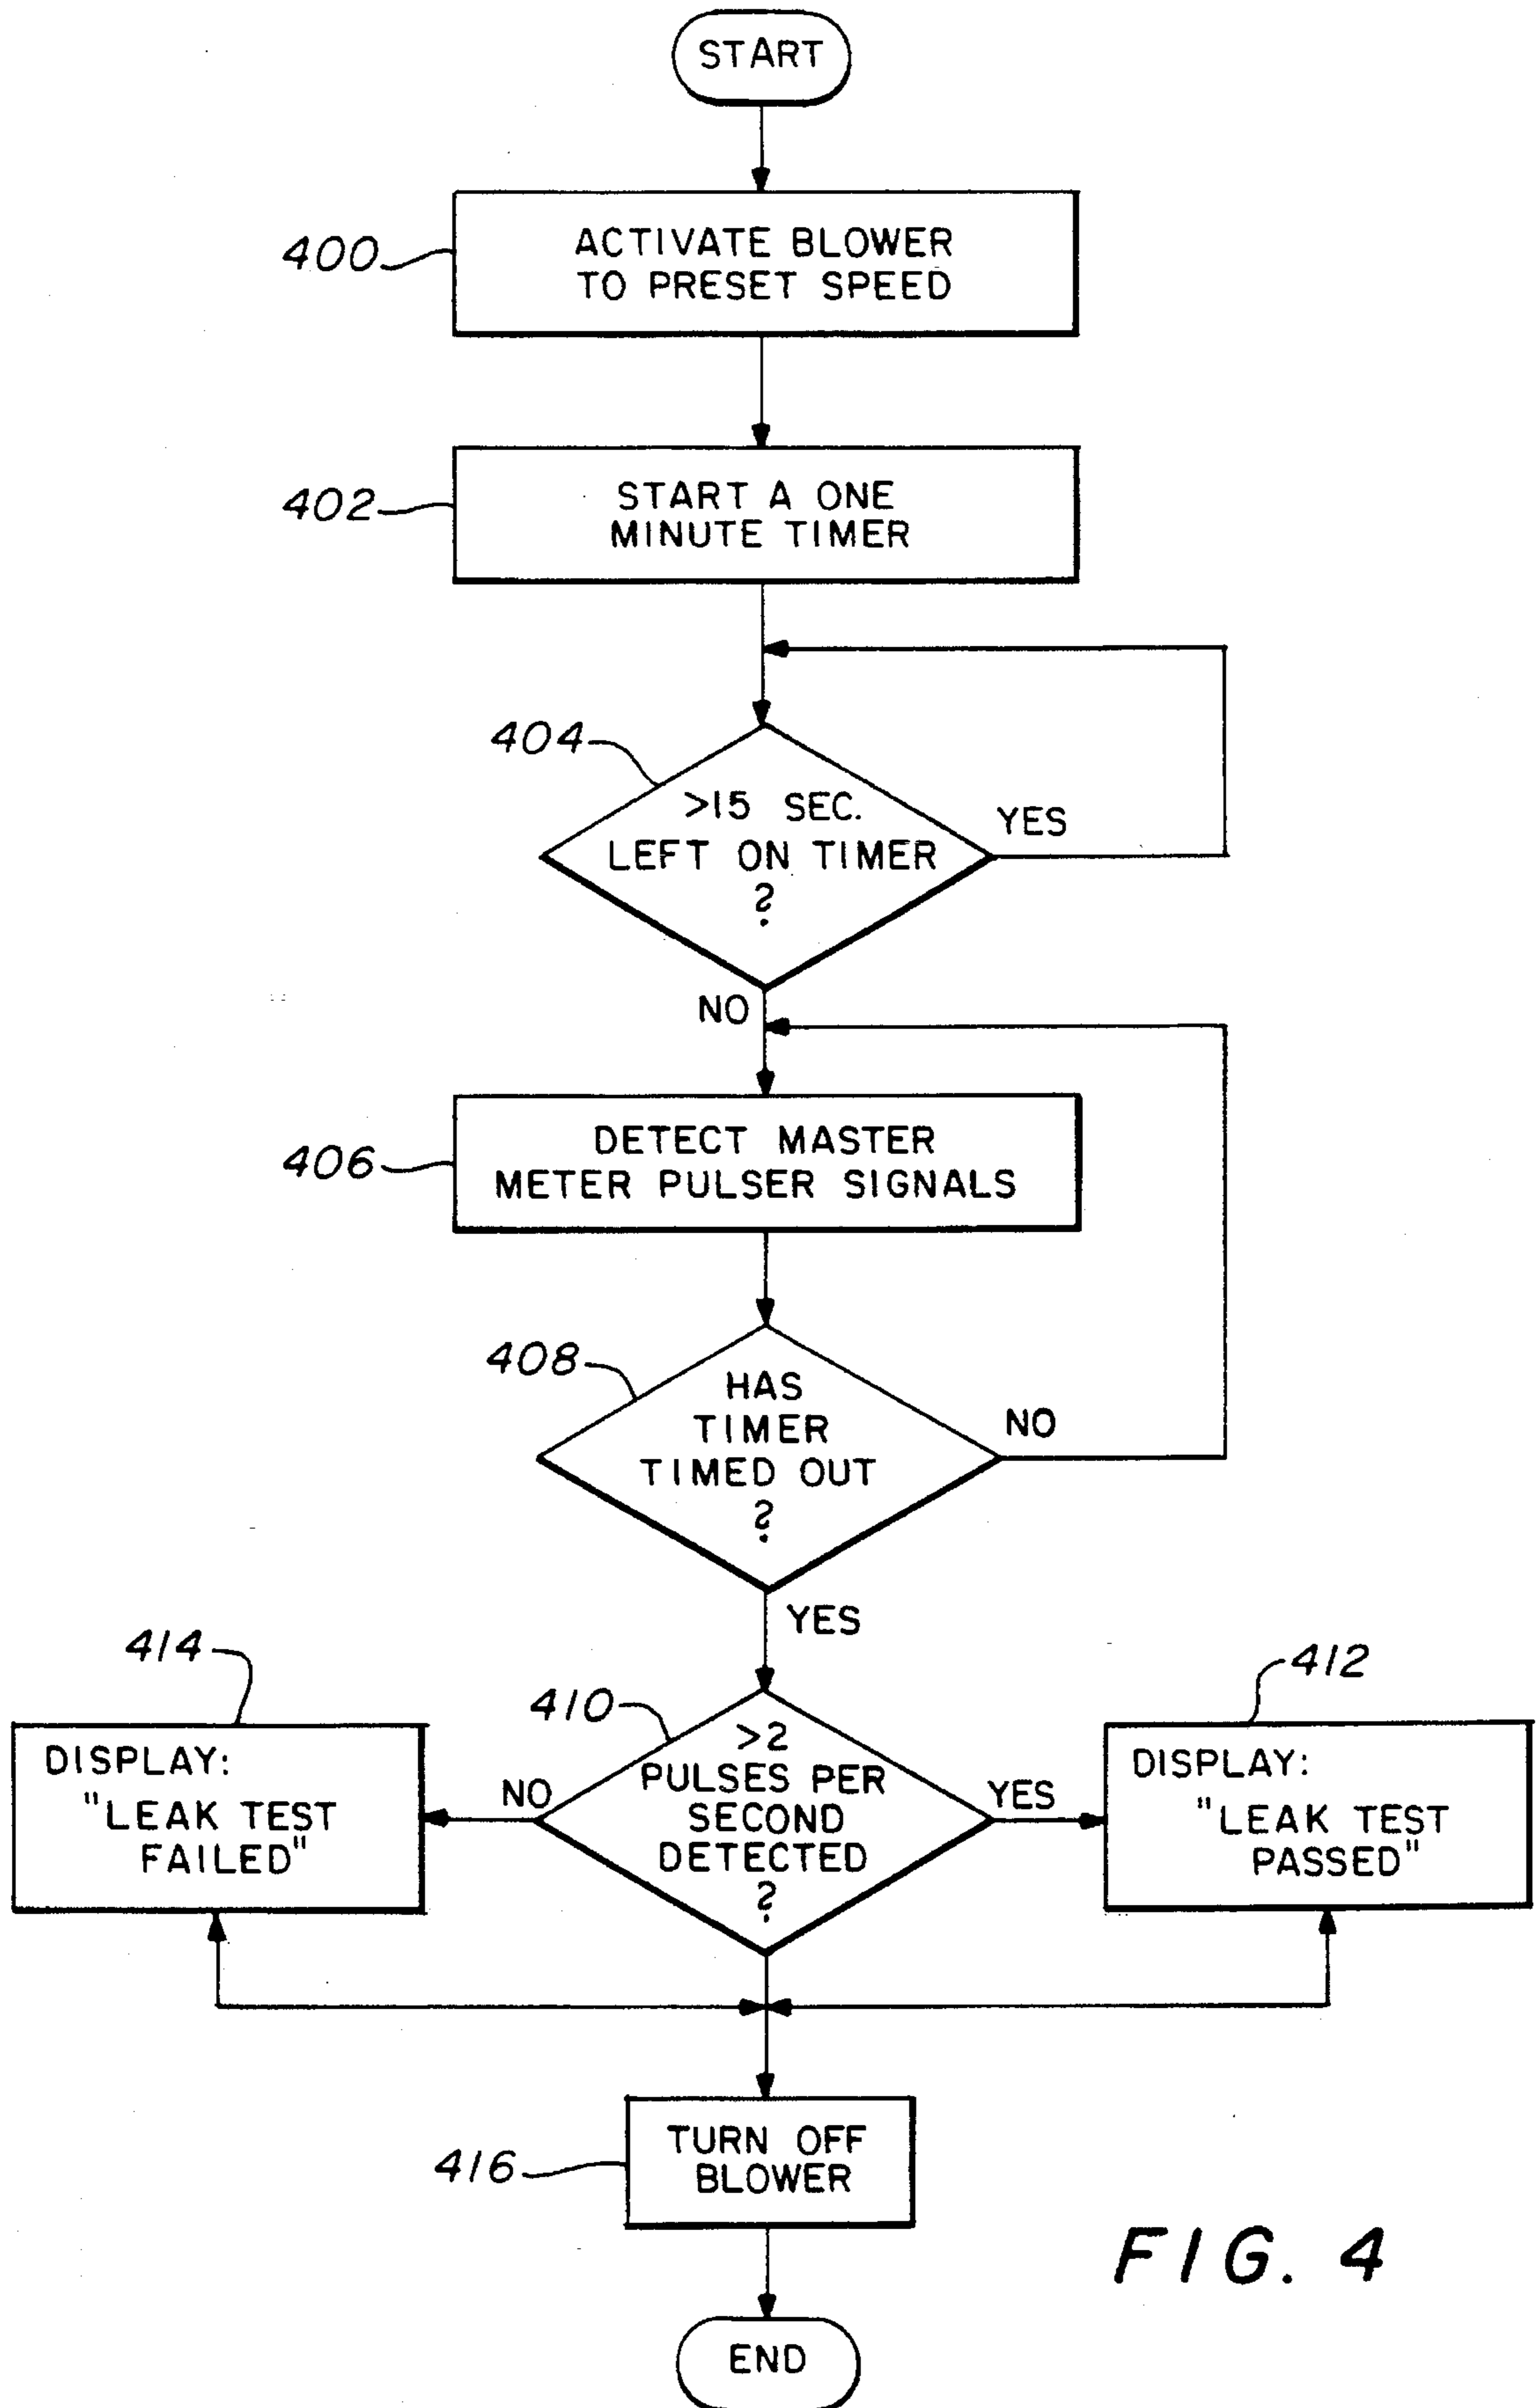 START
400
ACTIVATE BLOWER
TO PRESET SPEED
402
START A ONE
MINUTE TIMER
404
>15 SEC.
LEFT ON TIMER
?
YES
NO
406
DETECT MASTER
METER PULSER SIGNALS
408
HAS
TIMER
TIMED OUT
?
NO
YES
414
DISPLAY:
"LEAK TEST
FAILED"
410
>2
PULSES PER
SECOND
DETECTED
?
NO
YES
412
DISPLAY:
"LEAK TEST
PASSED"
416
TURN OFF
BLOWER
END
FIG. 4